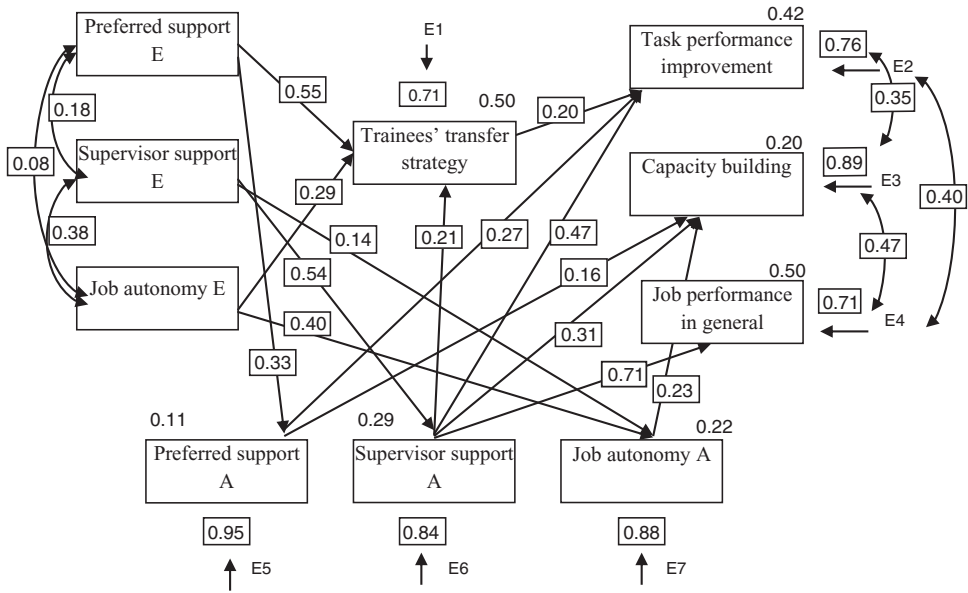 0.42
Preferred support
E
E1
Task performance
improvement
0.76
E2
0.55
0.71
0.50
0.20
0.35
0.18
Trainees' transfer
strategy
0.20
0.08
Supervisor support
E
Capacity building
0.89
E3
0.29
0.40
0.38
0.14
0.21
0.27
0.47
0.47
0.54
0.16
0.50
Job autonomy E
Job performance
in general
0.71
E4
0.40
0.31
0.33
0.71
0.23
0.11
0.29
0.22
Preferred support
A
Supervisor support
A
Job autonomy A
0.95
0.84
0.88
E5
E6
E7